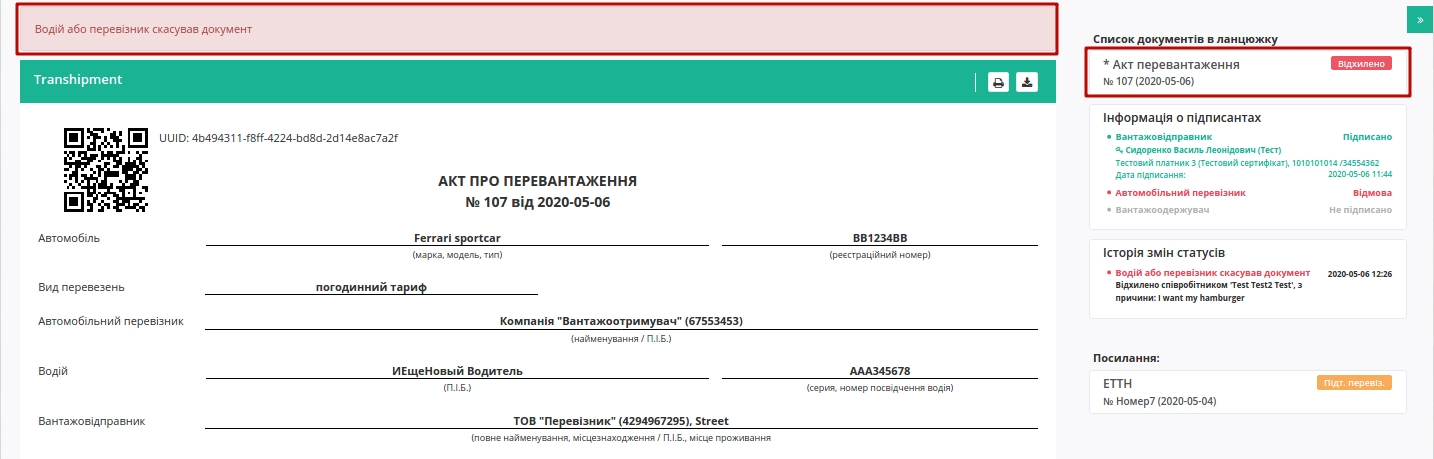 Водій або перевізник скасував документ
Transhipment
UUID: 4b494311-f8ff-4224-bd8d-2d14e8ac7a2f
АКТ ПРО ПЕРЕВАНТАЖЕННЯ
№ 107 від 2020-05-06
Автомобіль Ferrari sportcar BB1234BB
(марка, модель, тип) (реєстраційний номер)
Вид перевезень погодинний тариф
Автомобільний перевізник Компанія "Вантажоотримувач" (67553453)
(найменування / П.І.Б.)
Водій ИЕщеНовый Водитель ААА345678
(П.І.Б.) (серия, номер посвідчення водія)
Вантажовідправник ТОВ "Перевізник" (4294967295), Street
(повне найменування, місцезнаходження / П.І.Б., місце проживання
»
Список документів в ланцюжку
* Акт перевантаження Відхилено
№ 107 (2020-05-06)
Інформація о підписантах
Вантажовідправник Підписано
Сидоренко Василь Леонідович (Тест)
Тестовий платник 3 (Тестовий сертифікат), 1010101014 /34554362
Дата підписання: 2020-05-06 11:44
Автомобільний перевізник Відмова
Вантажоодержувач Не підписано
Історія змін статусів
Водій або перевізник скасував документ 2020-05-06 12:26
Відхилено співробітником 'Test Test2 Test', з
причини: I want my hamburger
Посилання:
ЕТТН Підт. перевіз.
№ Номер7 (2020-05-04)